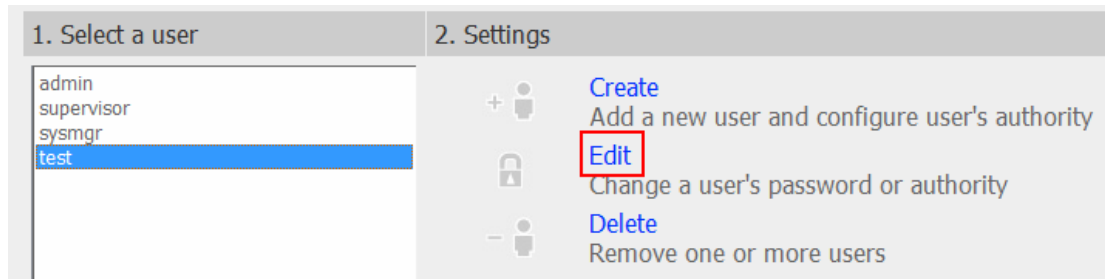 1. Select a user
2. Settings
admin
supervisor
sysmgr
test
Create
Add a new user and configure user's authority
Edit
Change a user's password or authority
Delete
Remove one or more users